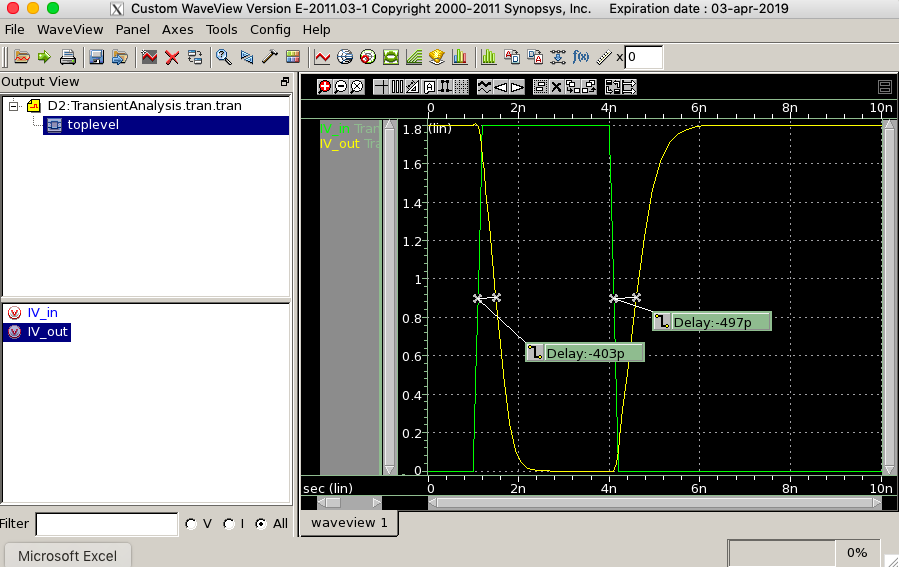 Custom WaveView Version E-2011.03-1 Copyright 2000-2011 Synopsys, Inc. Expiration date : 03-apr-2019
File WaveView Panel Axes Tools Config Help
x 0
Output View
D2:TransientAnalysis.tran.tran
toplevel
IV_in
IV_out
Filter V I All
Microsoft Excel
0 2n 4n 6n 8n 10n
IV_in Tran
IV_out Tra
(lin)
1.8
1.6
1.4
1.2
1
0.8
0.6
0.4
0.2
0
Delay:-497p
Delay:-403p
sec (lin) 0 2n 4n 6n 8n 10n
waveview 1
0%